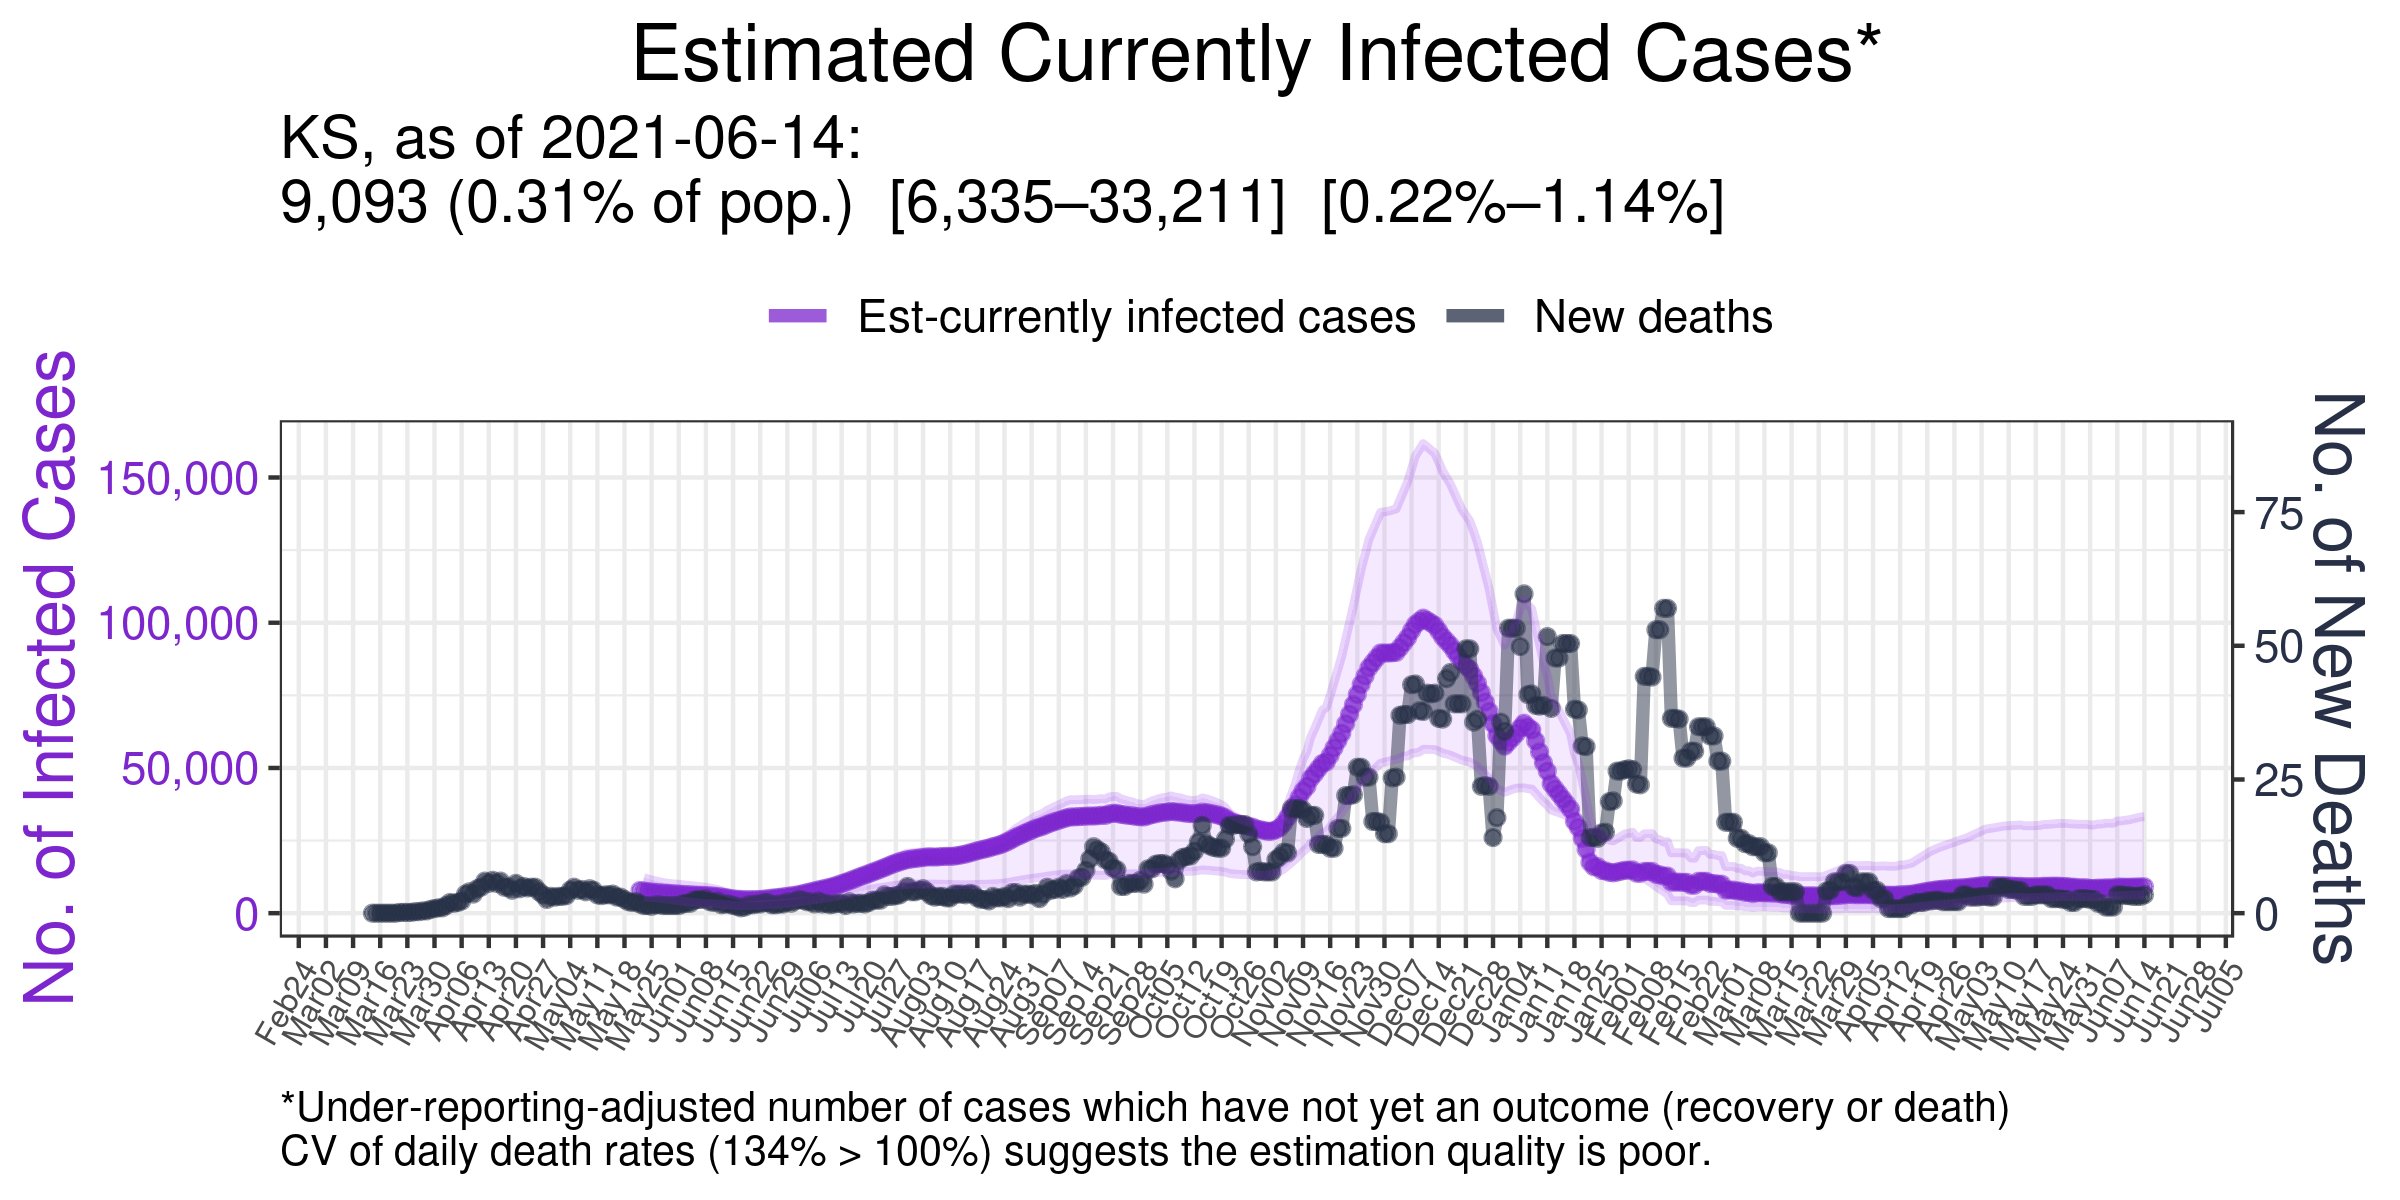 Estimated Currently Infected Cases*
KS, as of 2021-06-14:
9,093 (0.31% of pop.) [6,335–33,211] [0.22%–1.14%]
Est-currently infected cases New deaths
No. of Infected Cases
150,000
100,000
50,000
0
75
50
25
0
No. of New Deaths
Feb24 Mar02 Mar09 Mar16 Mar23 Mar30 Apr06 Apr13 Apr20 Apr27 May04 May11 May18 May25 Jun01 Jun08 Jun15 Jun22 Jun29 Jul06 Jul13 Jul20 Jul27 Aug03 Aug10 Aug17 Aug24 Aug31 Sep07 Sep14 Sep21 Sep28 Oct05 Oct12 Oct19 Oct26 Nov02 Nov09 Nov16 Nov23 Nov30 Dec07 Dec14 Dec21 Dec28 Jan04 Jan11 Jan18 Jan25 Feb01 Feb08 Feb15 Feb22 Mar01 Mar08 Mar15 Mar22 Mar29 Apr05 Apr12 Apr19 Apr26 May03 May10 May17 May24 May31 Jun07 Jun14 Jun21 Jun28 Jul05
*Under-reporting-adjusted number of cases which have not yet an outcome (recovery or death)
CV of daily death rates (134% > 100%) suggests the estimation quality is poor.